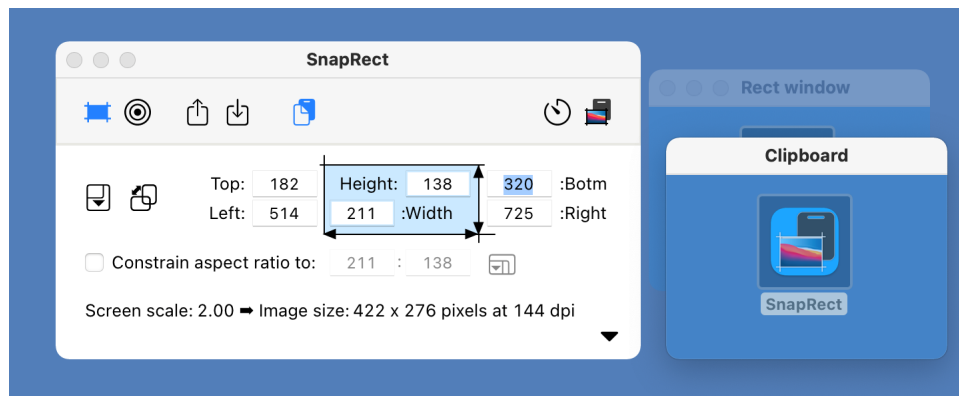 SnapRect
Rect window
Clipboard
Top: 182 Height: 138 320 :Botm
Left: 514 211 :Width 725 :Right
SnapRect
Constrain aspect ratio to: 211 : 138
Screen scale: 2.00 ➡ Image size: 422 x 276 pixels at 144 dpi